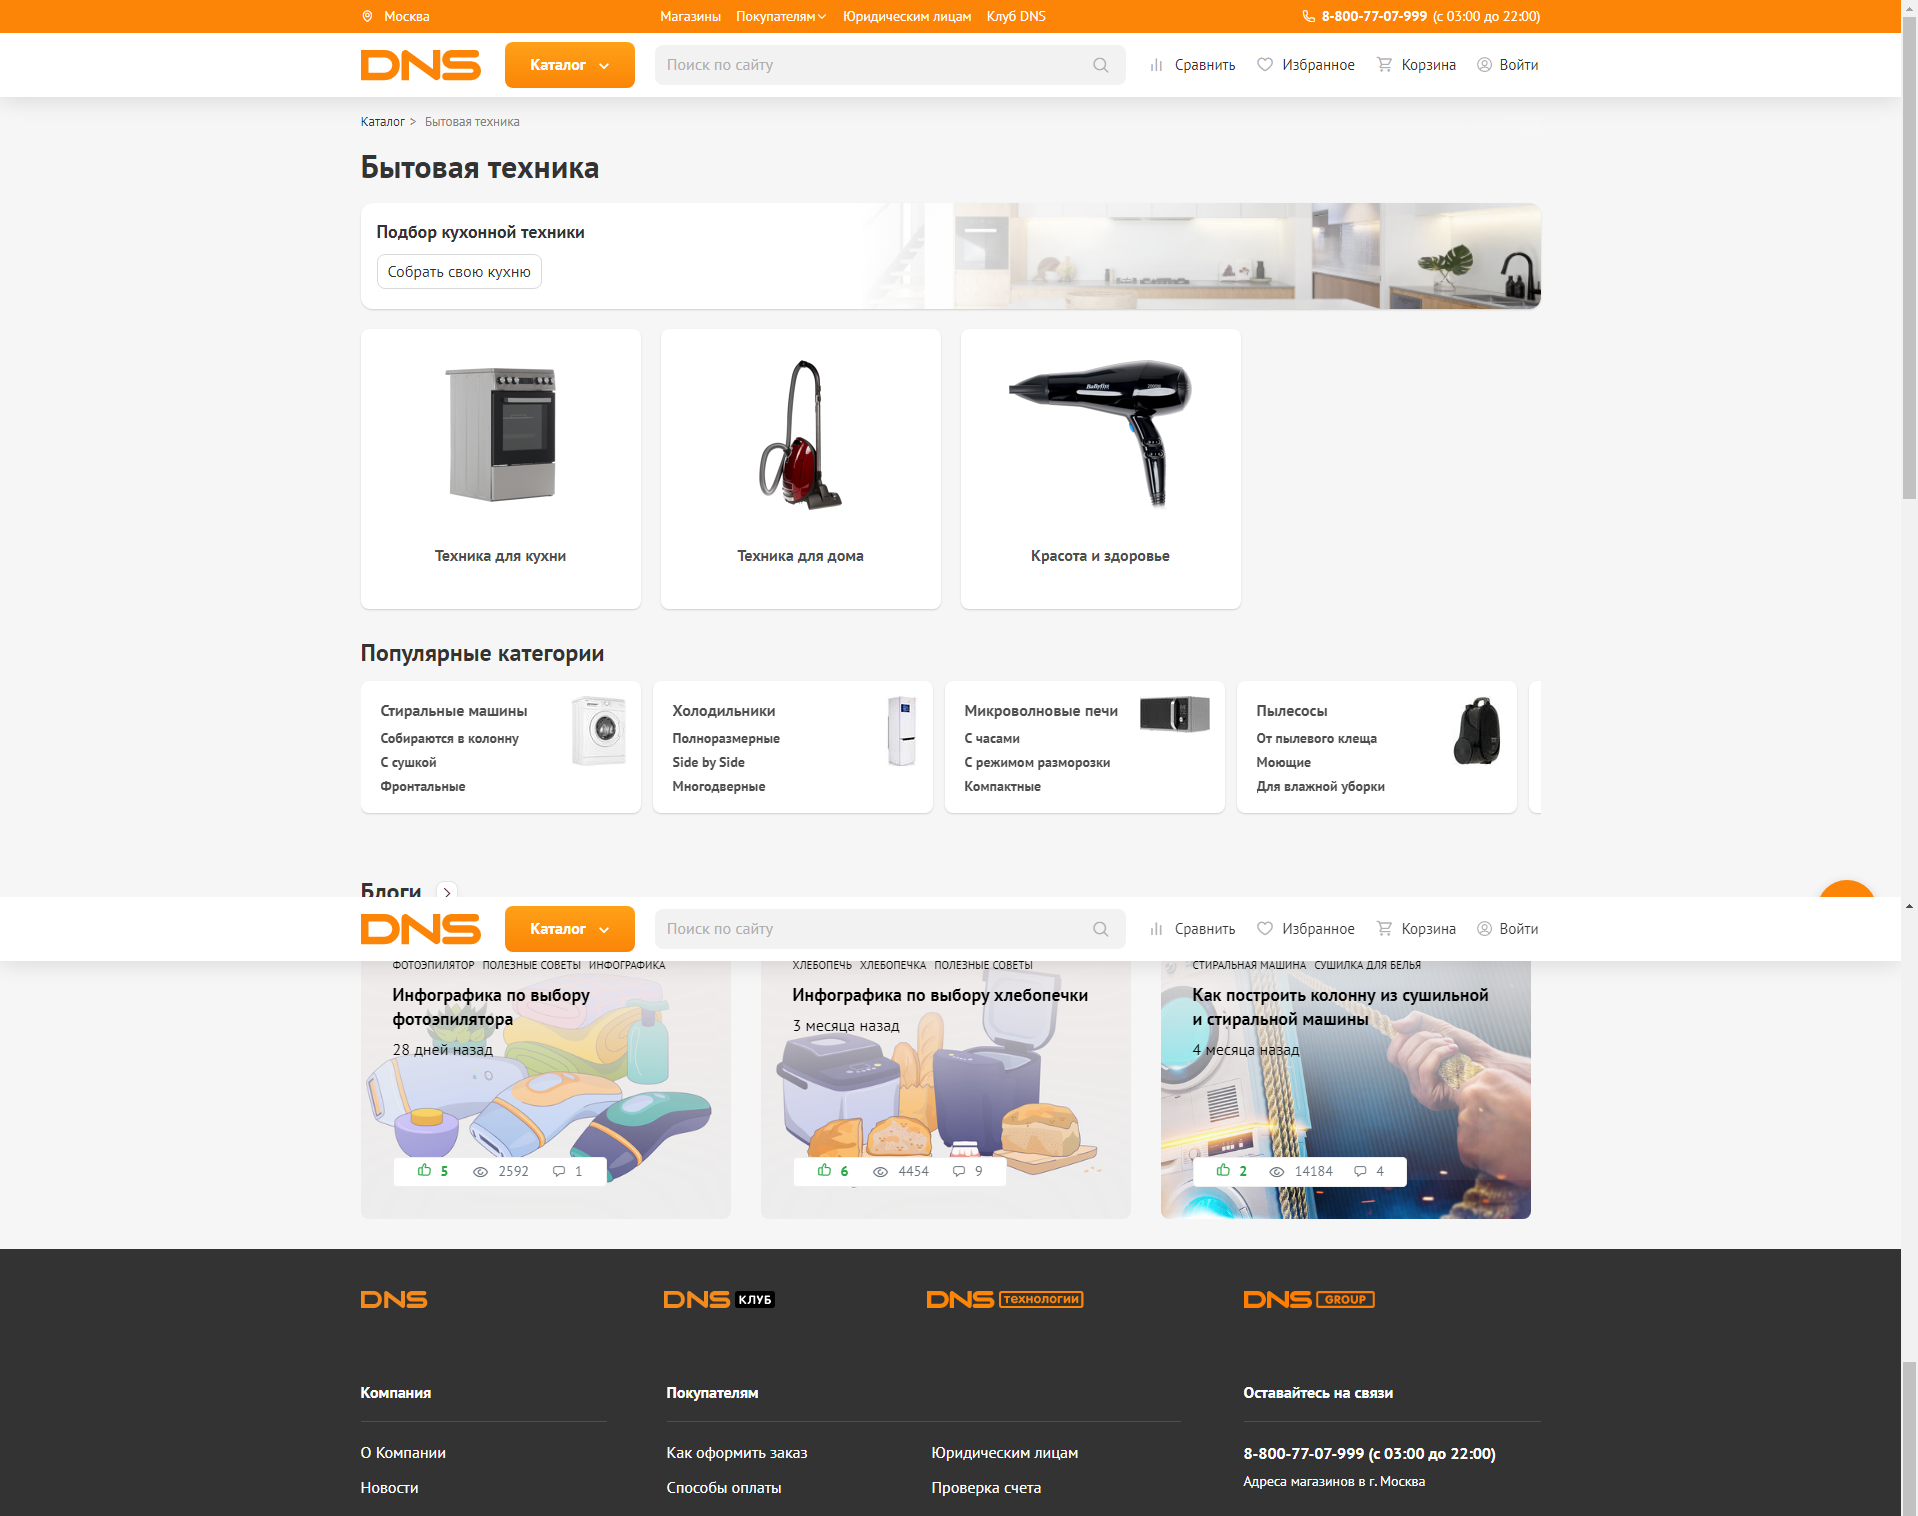 Москва
Магазины Покупателям Юридическим лицам Клуб DNS
8-800-77-07-999 (с 03:00 до 22:00)
DNS
Каталог
Поиск по сайту
Сравнить
Избранное
Корзина
Войти
Каталог > Бытовая техника
Бытовая техника
Подбор кухонной техники
Собрать свою кухню
Техника для кухни
Техника для дома
Красота и здоровье
Популярные категории
Стиральные машины
Собираются в колонну
С сушкой
Фронтальные
Холодильники
Полноразмерные
Side by Side
Многодверные
Микроволновые печи
С часами
С режимом разморозки
Компактные
Пылесосы
От пылевого клеща
Моющие
Для влажной уборки
Блоги
DNS
Каталог
Поиск по сайту
Сравнить
Избранное
Корзина
Войти
ФОТОЭПИЛЯТОР ПОЛЕЗНЫЕ СОВЕТЫ ИНФОГРАФИКА
Инфографика по выбору
фотоэпилятора
28 дней назад
5 2592 1
ХЛЕБОПЕЧЬ ХЛЕБОПЕЧКА ПОЛЕЗНЫЕ СОВЕТЫ
Инфографика по выбору хлебопечки
3 месяца назад
6 4454 9
СТИРАЛЬНАЯ МАШИНА СУШИЛКА ДЛЯ БЕЛЬЯ
Как построить колонну из сушильной
и стиральной машины
4 месяца назад
2 14184 4
DNS
DNS КЛУБ
DNS технологии
DNS GROUP
Компания
О Компании
Новости
Покупателям
Как оформить заказ
Способы оплаты
Юридическим лицам
Проверка счета
Оставайтесь на связи
8-800-77-07-999 (с 03:00 до 22:00)
Адреса магазинов в г. Москва